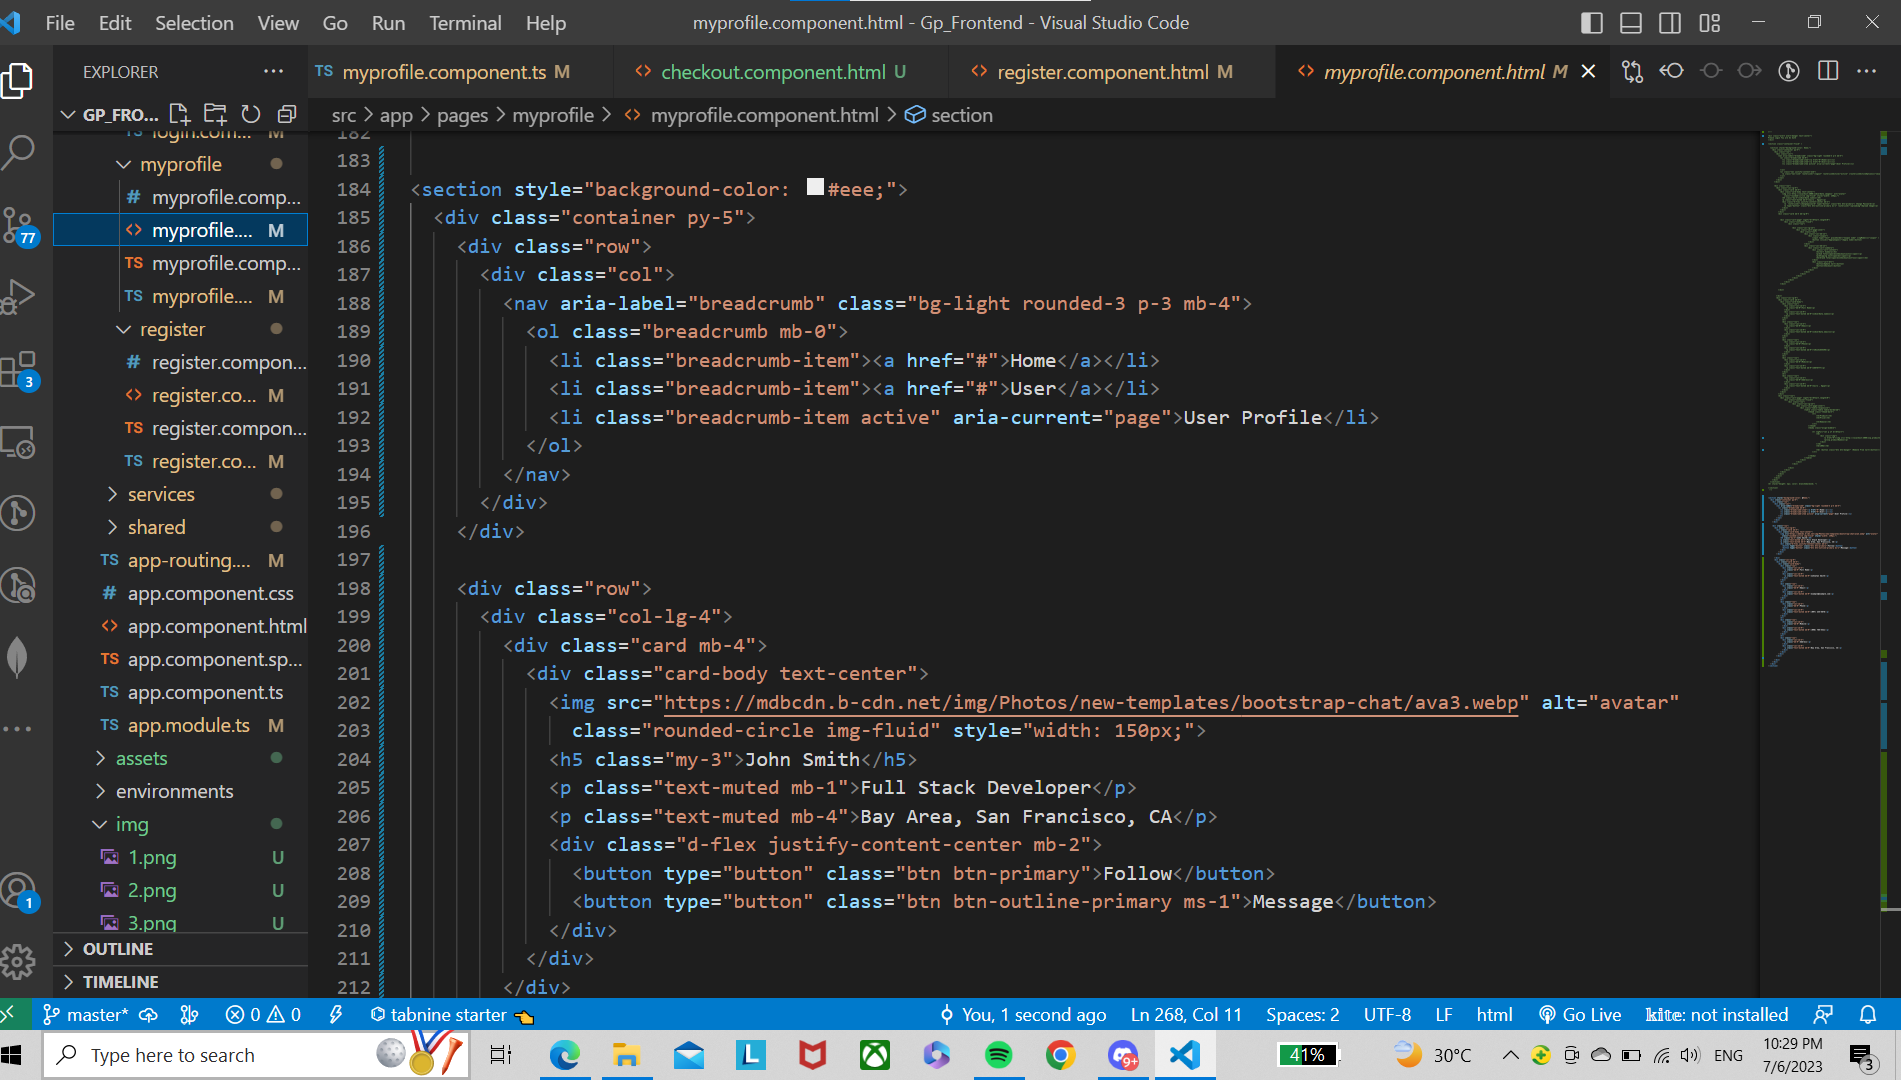 File Edit Selection View Go Run Terminal Help
myprofile.component.html - Gp_Frontend - Visual Studio Code
EXPLORER
TS myprofile.component.ts M
<> checkout.component.html U
<> register.component.html M
<> myprofile.component.html M
GP_FRO...
src > app > pages > myprofile > <> myprofile.component.html > section
TS login.com... M
myprofile
# myprofile.comp...
<> myprofile.... M
TS myprofile.comp...
TS myprofile.... M
register
# register.compon...
<> register.co... M
TS register.compon...
TS register.co... M
services
shared
TS app-routing.... M
# app.component.css
<> app.component.html
TS app.component.sp...
TS app.component.ts
TS app.module.ts M
assets
environments
img
1.png U
2.png U
3.png U
OUTLINE
TIMELINE
77
3
1
182
183
184 <section style="background-color: #eee;">
185 <div class="container py-5">
186 <div class="row">
187 <div class="col">
188 <nav aria-label="breadcrumb" class="bg-light rounded-3 p-3 mb-4">
189 <ol class="breadcrumb mb-0">
190 <li class="breadcrumb-item"><a href="#">Home</a></li>
191 <li class="breadcrumb-item"><a href="#">User</a></li>
192 <li class="breadcrumb-item active" aria-current="page">User Profile</li>
193 </ol>
194 </nav>
195 </div>
196 </div>
197
198 <div class="row">
199 <div class="col-lg-4">
200 <div class="card mb-4">
201 <div class="card-body text-center">
202 <img src="https://mdbcdn.b-cdn.net/img/Photos/new-templates/bootstrap-chat/ava3.webp" alt="avatar"
203 class="rounded-circle img-fluid" style="width: 150px;">
204 <h5 class="my-3">John Smith</h5>
205 <p class="text-muted mb-1">Full Stack Developer</p>
206 <p class="text-muted mb-4">Bay Area, San Francisco, CA</p>
207 <div class="d-flex justify-content-center mb-2">
208 <button type="button" class="btn btn-primary">Follow</button>
209 <button type="button" class="btn btn-outline-primary ms-1">Message</button>
210 </div>
211 </div>
212 </div>
master* 0 0 tabnine starter You, 1 second ago Ln 268, Col 11 Spaces: 2 UTF-8 LF html Go Live kite: not installed
Type here to search
L
9+
41%
30°C
ENG
10:29 PM
7/6/2023
3